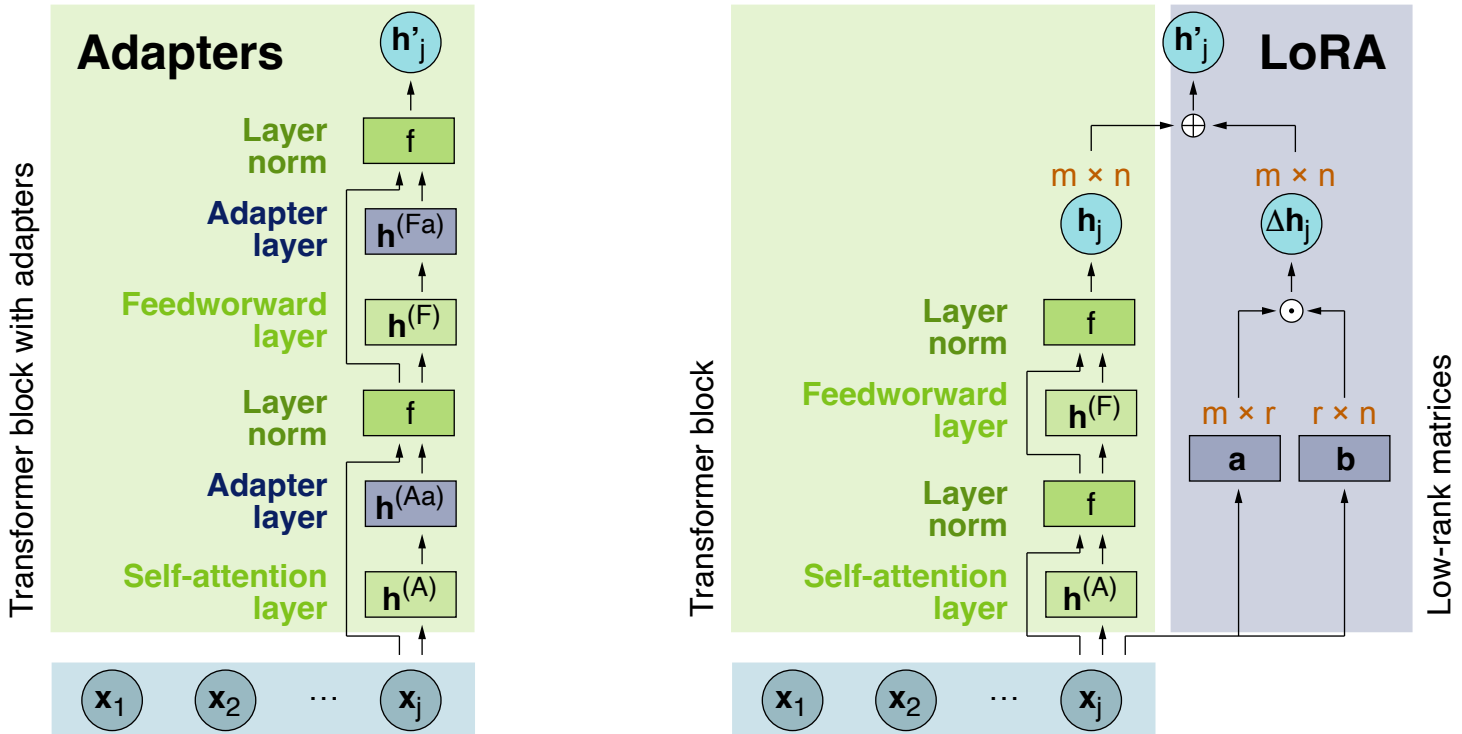 Adapters
h'j
Layer
norm
f
Adapter
layer
h(Fa)
Feedworward
layer
h(F)
Layer
norm
f
Adapter
layer
h(Aa)
Self-attention
layer
h(A)
x1
x2
...
xj
Transformer block with adapters
LoRA
h'j
m × n
m × n
hj
Δhj
Layer
norm
f
Feedworward
layer
h(F)
m × r
r × n
a
b
Layer
norm
f
Self-attention
layer
h(A)
x1
x2
...
xj
Transformer block
Low-rank matrices